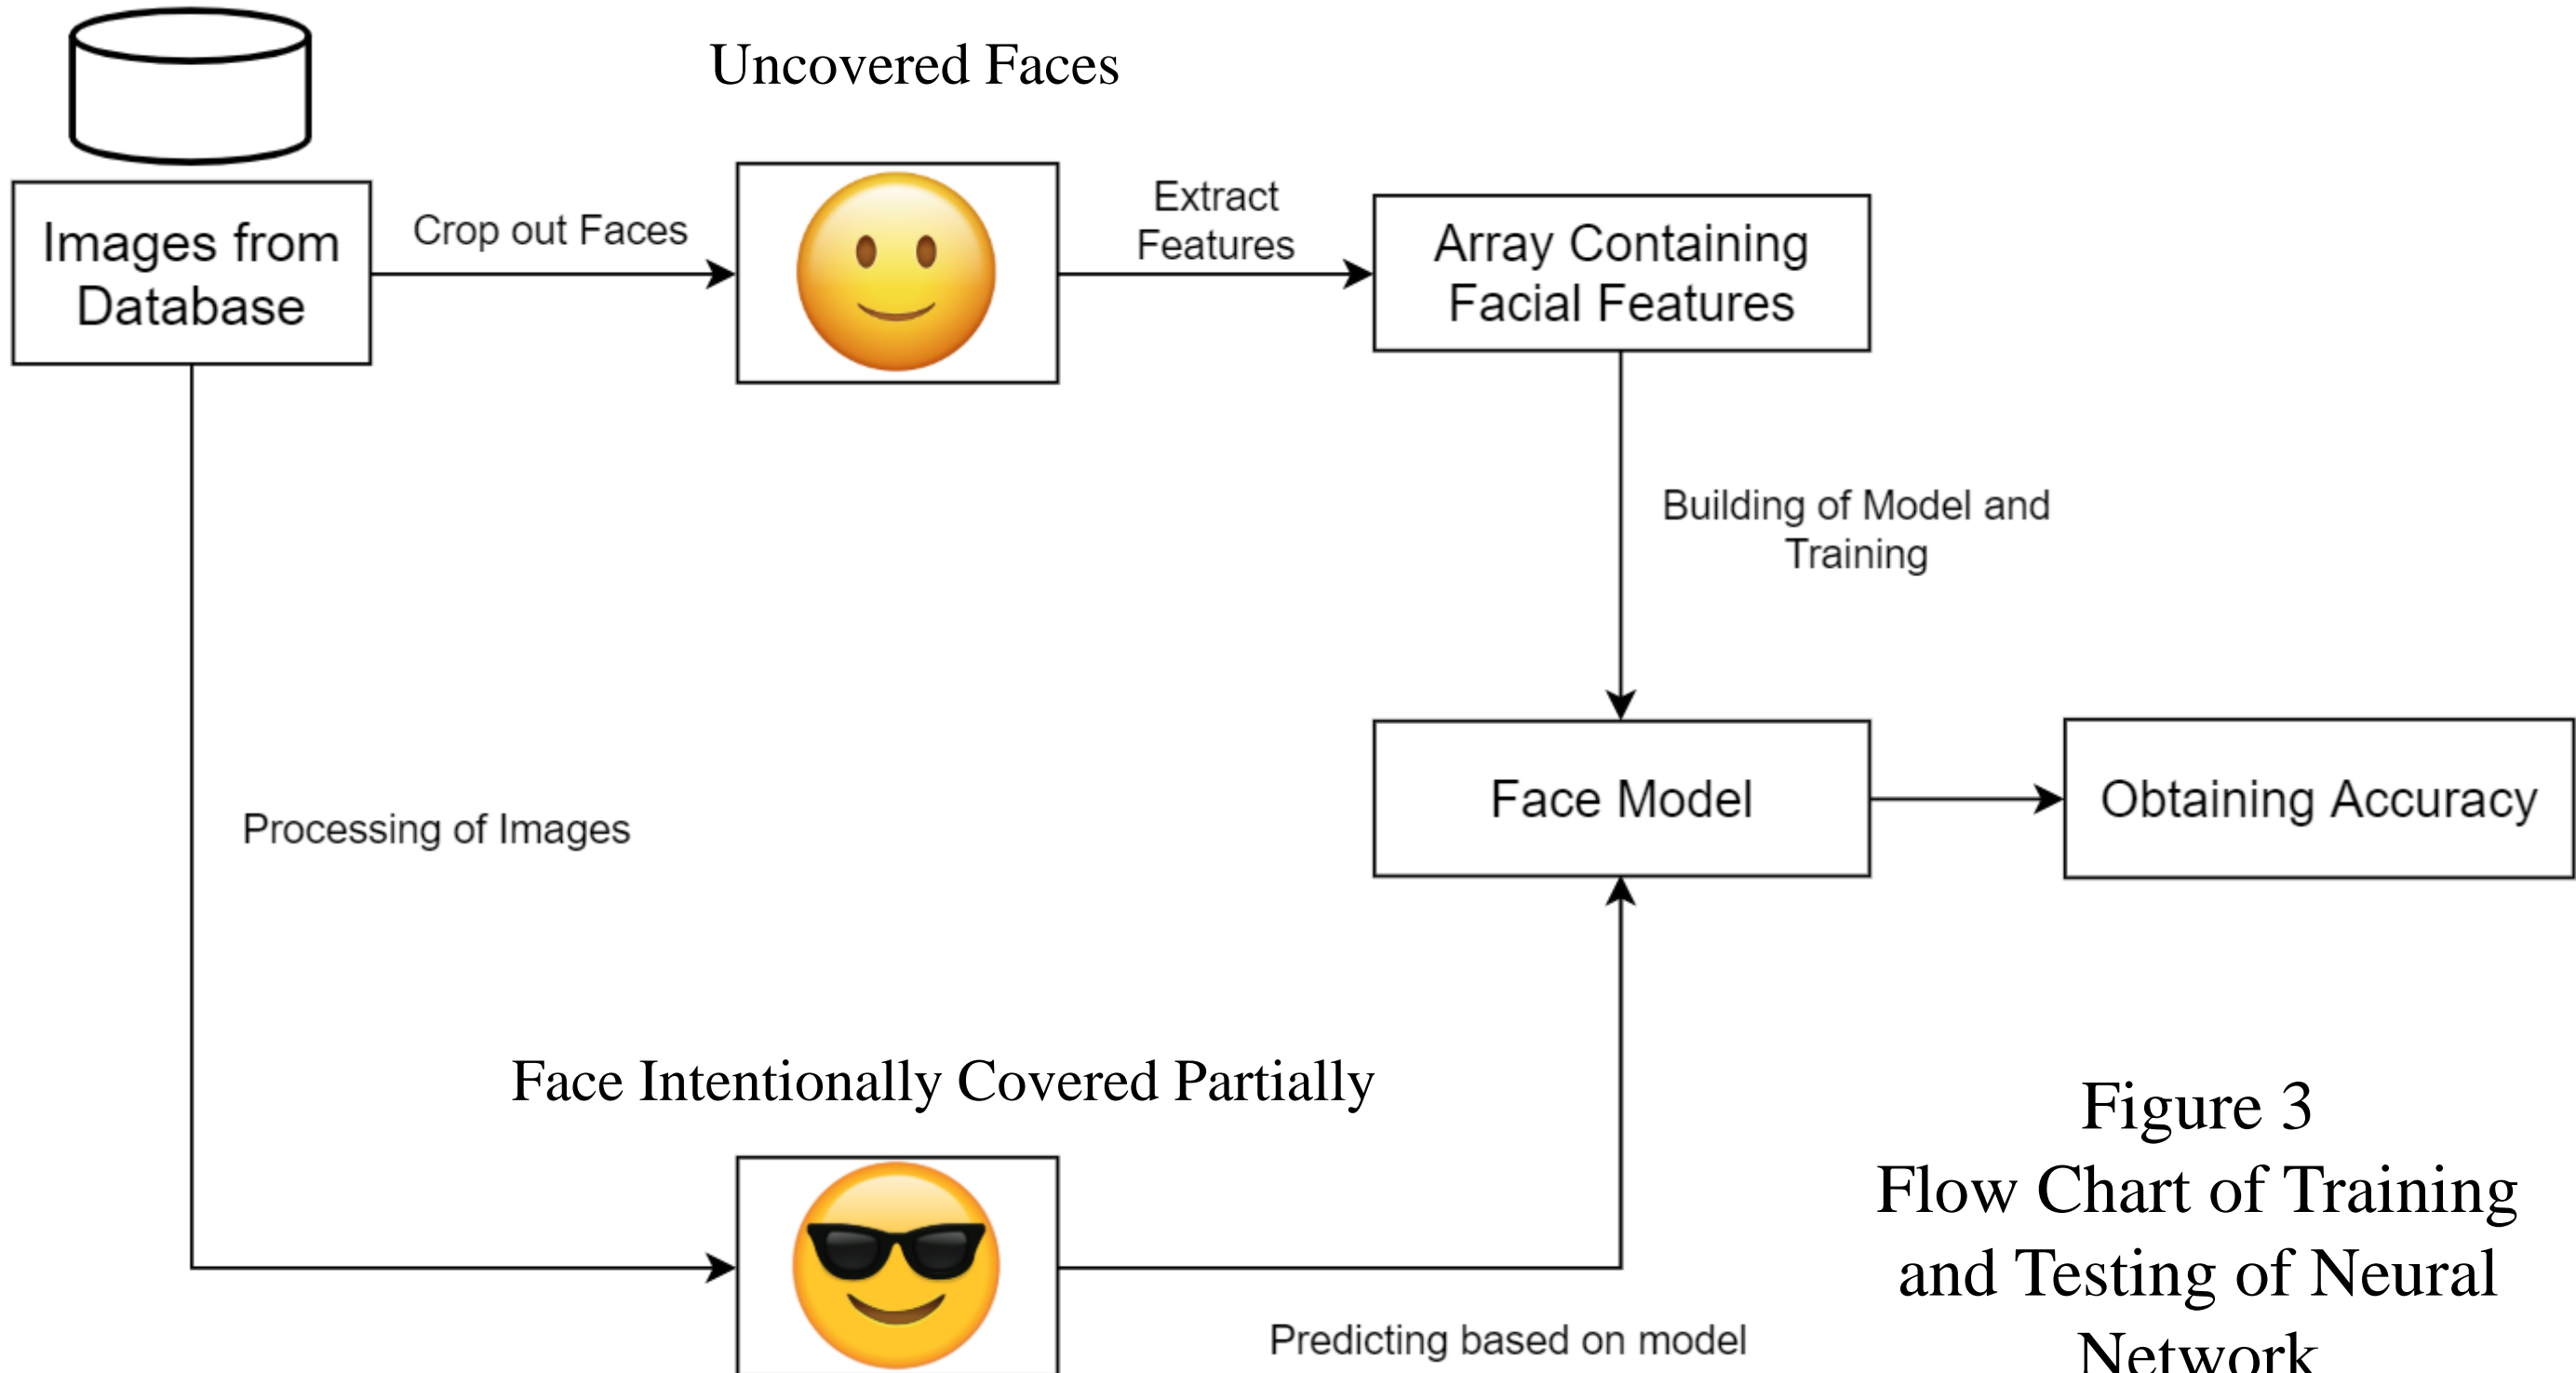 Uncovered Faces
Images from
Database
Crop out Faces
Extract
Features
Array Containing
Facial Features
Building of Model and
Training
Face Model
Obtaining Accuracy
Processing of Images
Face Intentionally Covered Partially
Predicting based on model
Figure 3
Flow Chart of Training
and Testing of Neural
Network